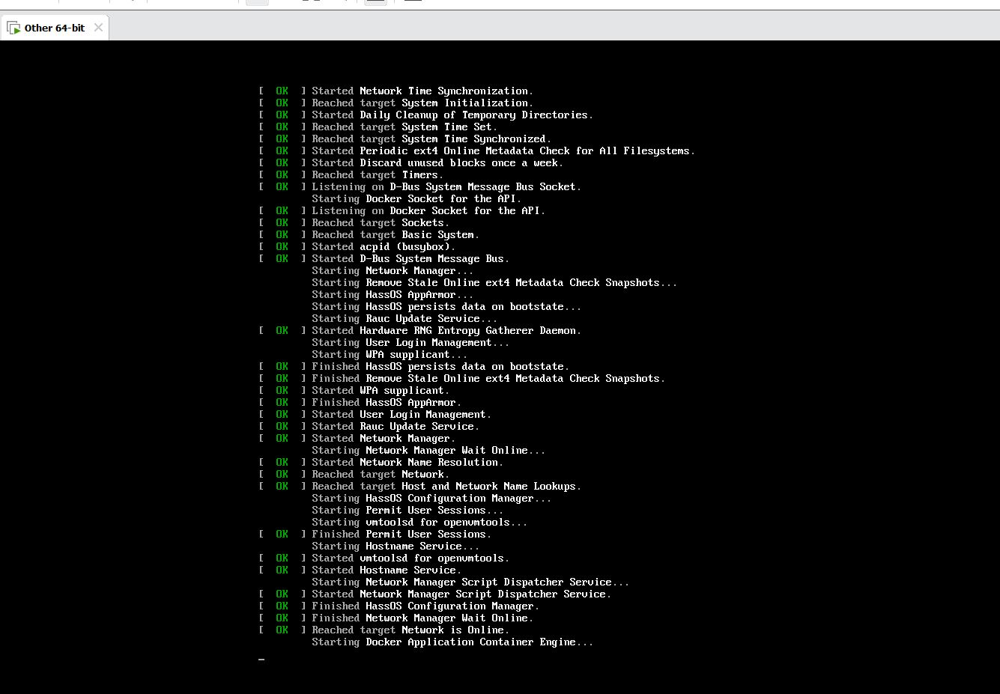 Other 64-bit
[  OK  ] Started Network Time Synchronization.
[  OK  ] Reached target System Initialization.
[  OK  ] Started Daily Cleanup of Temporary Directories.
[  OK  ] Reached target System Time Set.
[  OK  ] Reached target System Time Synchronized.
[  OK  ] Started Periodic ext4 Online Metadata Check for All Filesystems.
[  OK  ] Started Discard unused blocks once a week.
[  OK  ] Reached target Timers.
[  OK  ] Listening on D-Bus System Message Bus Socket.
Starting Docker Socket for the API.
[  OK  ] Listening on Docker Socket for the API.
[  OK  ] Reached target Sockets.
[  OK  ] Reached target Basic System.
[  OK  ] Started acpid (busybox).
[  OK  ] Started D-Bus System Message Bus.
Starting Network Manager...
Starting Remove Stale Online ext4 Metadata Check Snapshots...
Starting HassOS AppArmor...
Starting HassOS persists data on bootstate...
Starting Rauc Update Service...
[  OK  ] Started Hardware RNG Entropy Gatherer Daemon.
Starting User Login Management...
Starting WPA supplicant...
[  OK  ] Finished HassOS persists data on bootstate.
[  OK  ] Finished Remove Stale Online ext4 Metadata Check Snapshots.
[  OK  ] Started WPA supplicant.
[  OK  ] Finished HassOS AppArmor.
[  OK  ] Started User Login Management.
[  OK  ] Started Rauc Update Service.
[  OK  ] Started Network Manager.
Starting Network Manager Wait Online...
[  OK  ] Started Network Name Resolution.
[  OK  ] Reached target Network.
[  OK  ] Reached target Host and Network Name Lookups.
Starting HassOS Configuration Manager...
Starting Permit User Sessions...
Starting vmtoolsd for openvmtools...
[  OK  ] Finished Permit User Sessions.
Starting Hostname Service...
[  OK  ] Started vmtoolsd for openvmtools.
[  OK  ] Started Hostname Service.
Starting Network Manager Script Dispatcher Service...
[  OK  ] Started Network Manager Script Dispatcher Service.
[  OK  ] Finished HassOS Configuration Manager.
[  OK  ] Finished Network Manager Wait Online.
[  OK  ] Reached target Network is Online.
Starting Docker Application Container Engine...